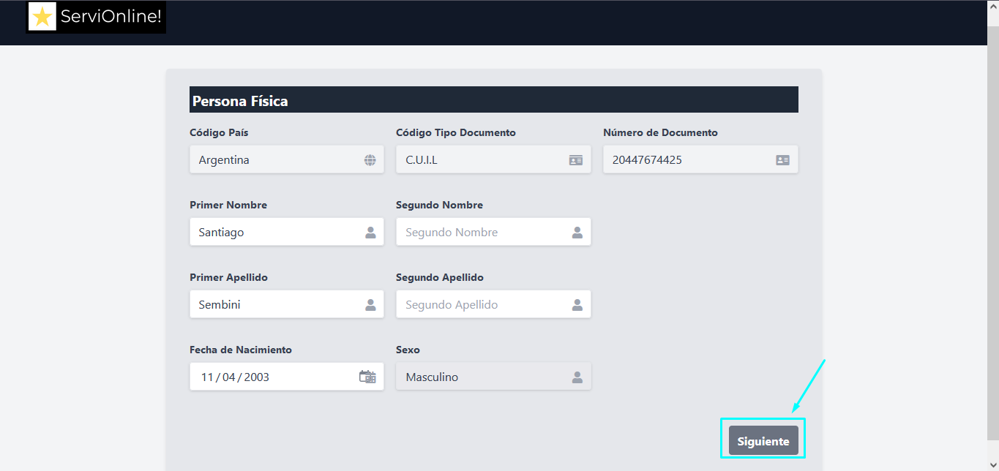 ServiOnline!
Persona Física
Código País
Código Tipo Documento
Número de Documento
Argentina
C.U.I.L
20447674425
Primer Nombre
Segundo Nombre
Santiago
Segundo Nombre
Primer Apellido
Segundo Apellido
Sembini
Segundo Apellido
Fecha de Nacimiento
Sexo
11 / 04 / 2003
Masculino
Siguiente